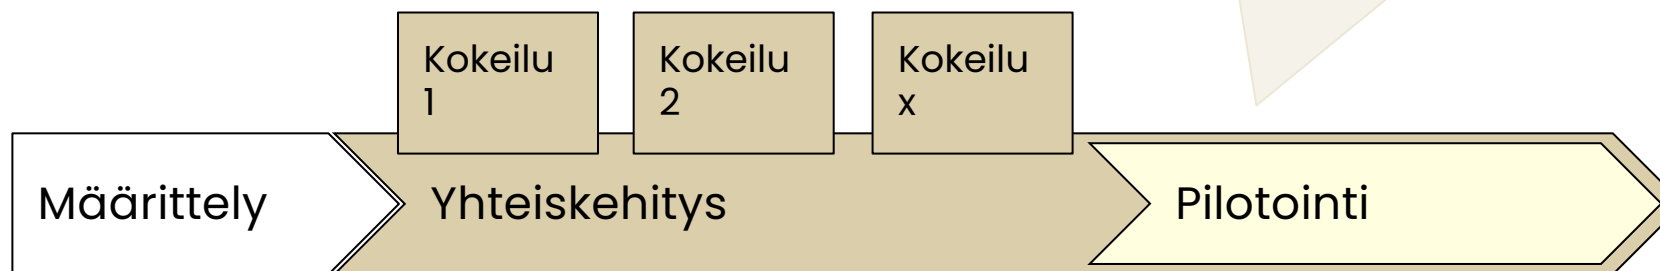 Kokeilu
1
Kokeilu
2
Kokeilu
x
Määrittely
Yhteiskehitys
Pilotointi